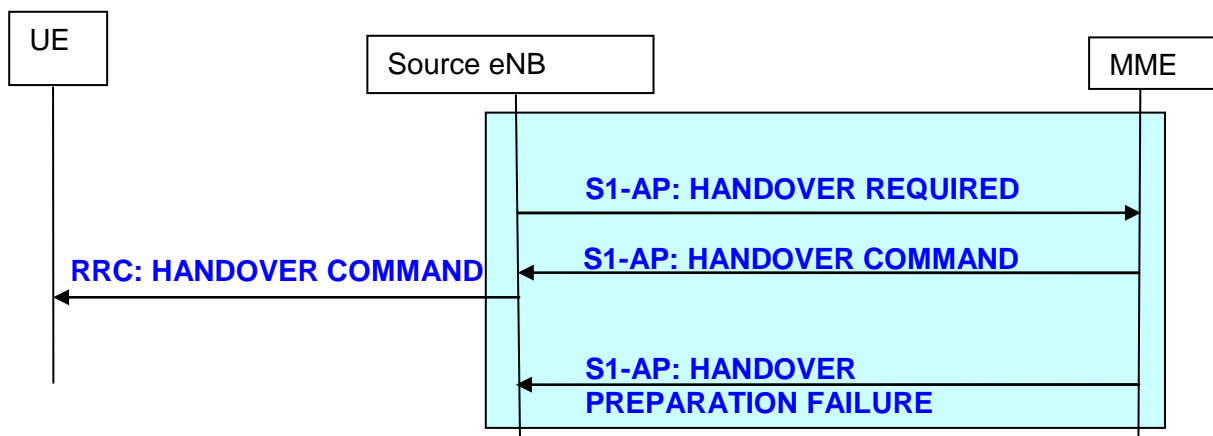 UE
Source eNB
MME
S1-AP: HANDOVER REQUIRED
S1-AP: HANDOVER COMMAND
RRC: HANDOVER COMMAND
S1-AP: HANDOVER
PREPARATION FAILURE